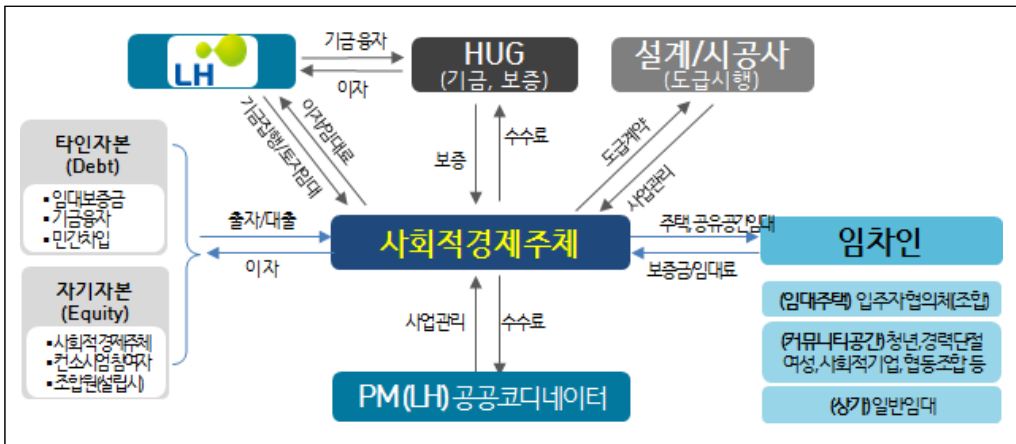 LH
기금 융자
이자
HUG
(기금, 보증)
설계/시공사
(도급시행)
기금집행/토지임대
이자/임대료
보증
수수료
도급계약
사업관리
타인자본
(Debt)
▪임대보증금
▪기금융자
▪민간차입
출자/대출
이자
사회적경제주체
주택, 공유공간임대
보증금/임대료
임차인
자기자본
(Equity)
▪사회적경제주체
▪컨소시엄참여자
▪조합원(설립시)
사업관리
수수료
(임대주택) 입주자협의체(조합)
(커뮤니티공간) 청년, 경력단절
여성, 사회적기업, 협동조합 등
(상가) 일반임대
PM (LH) 공공코디네이터